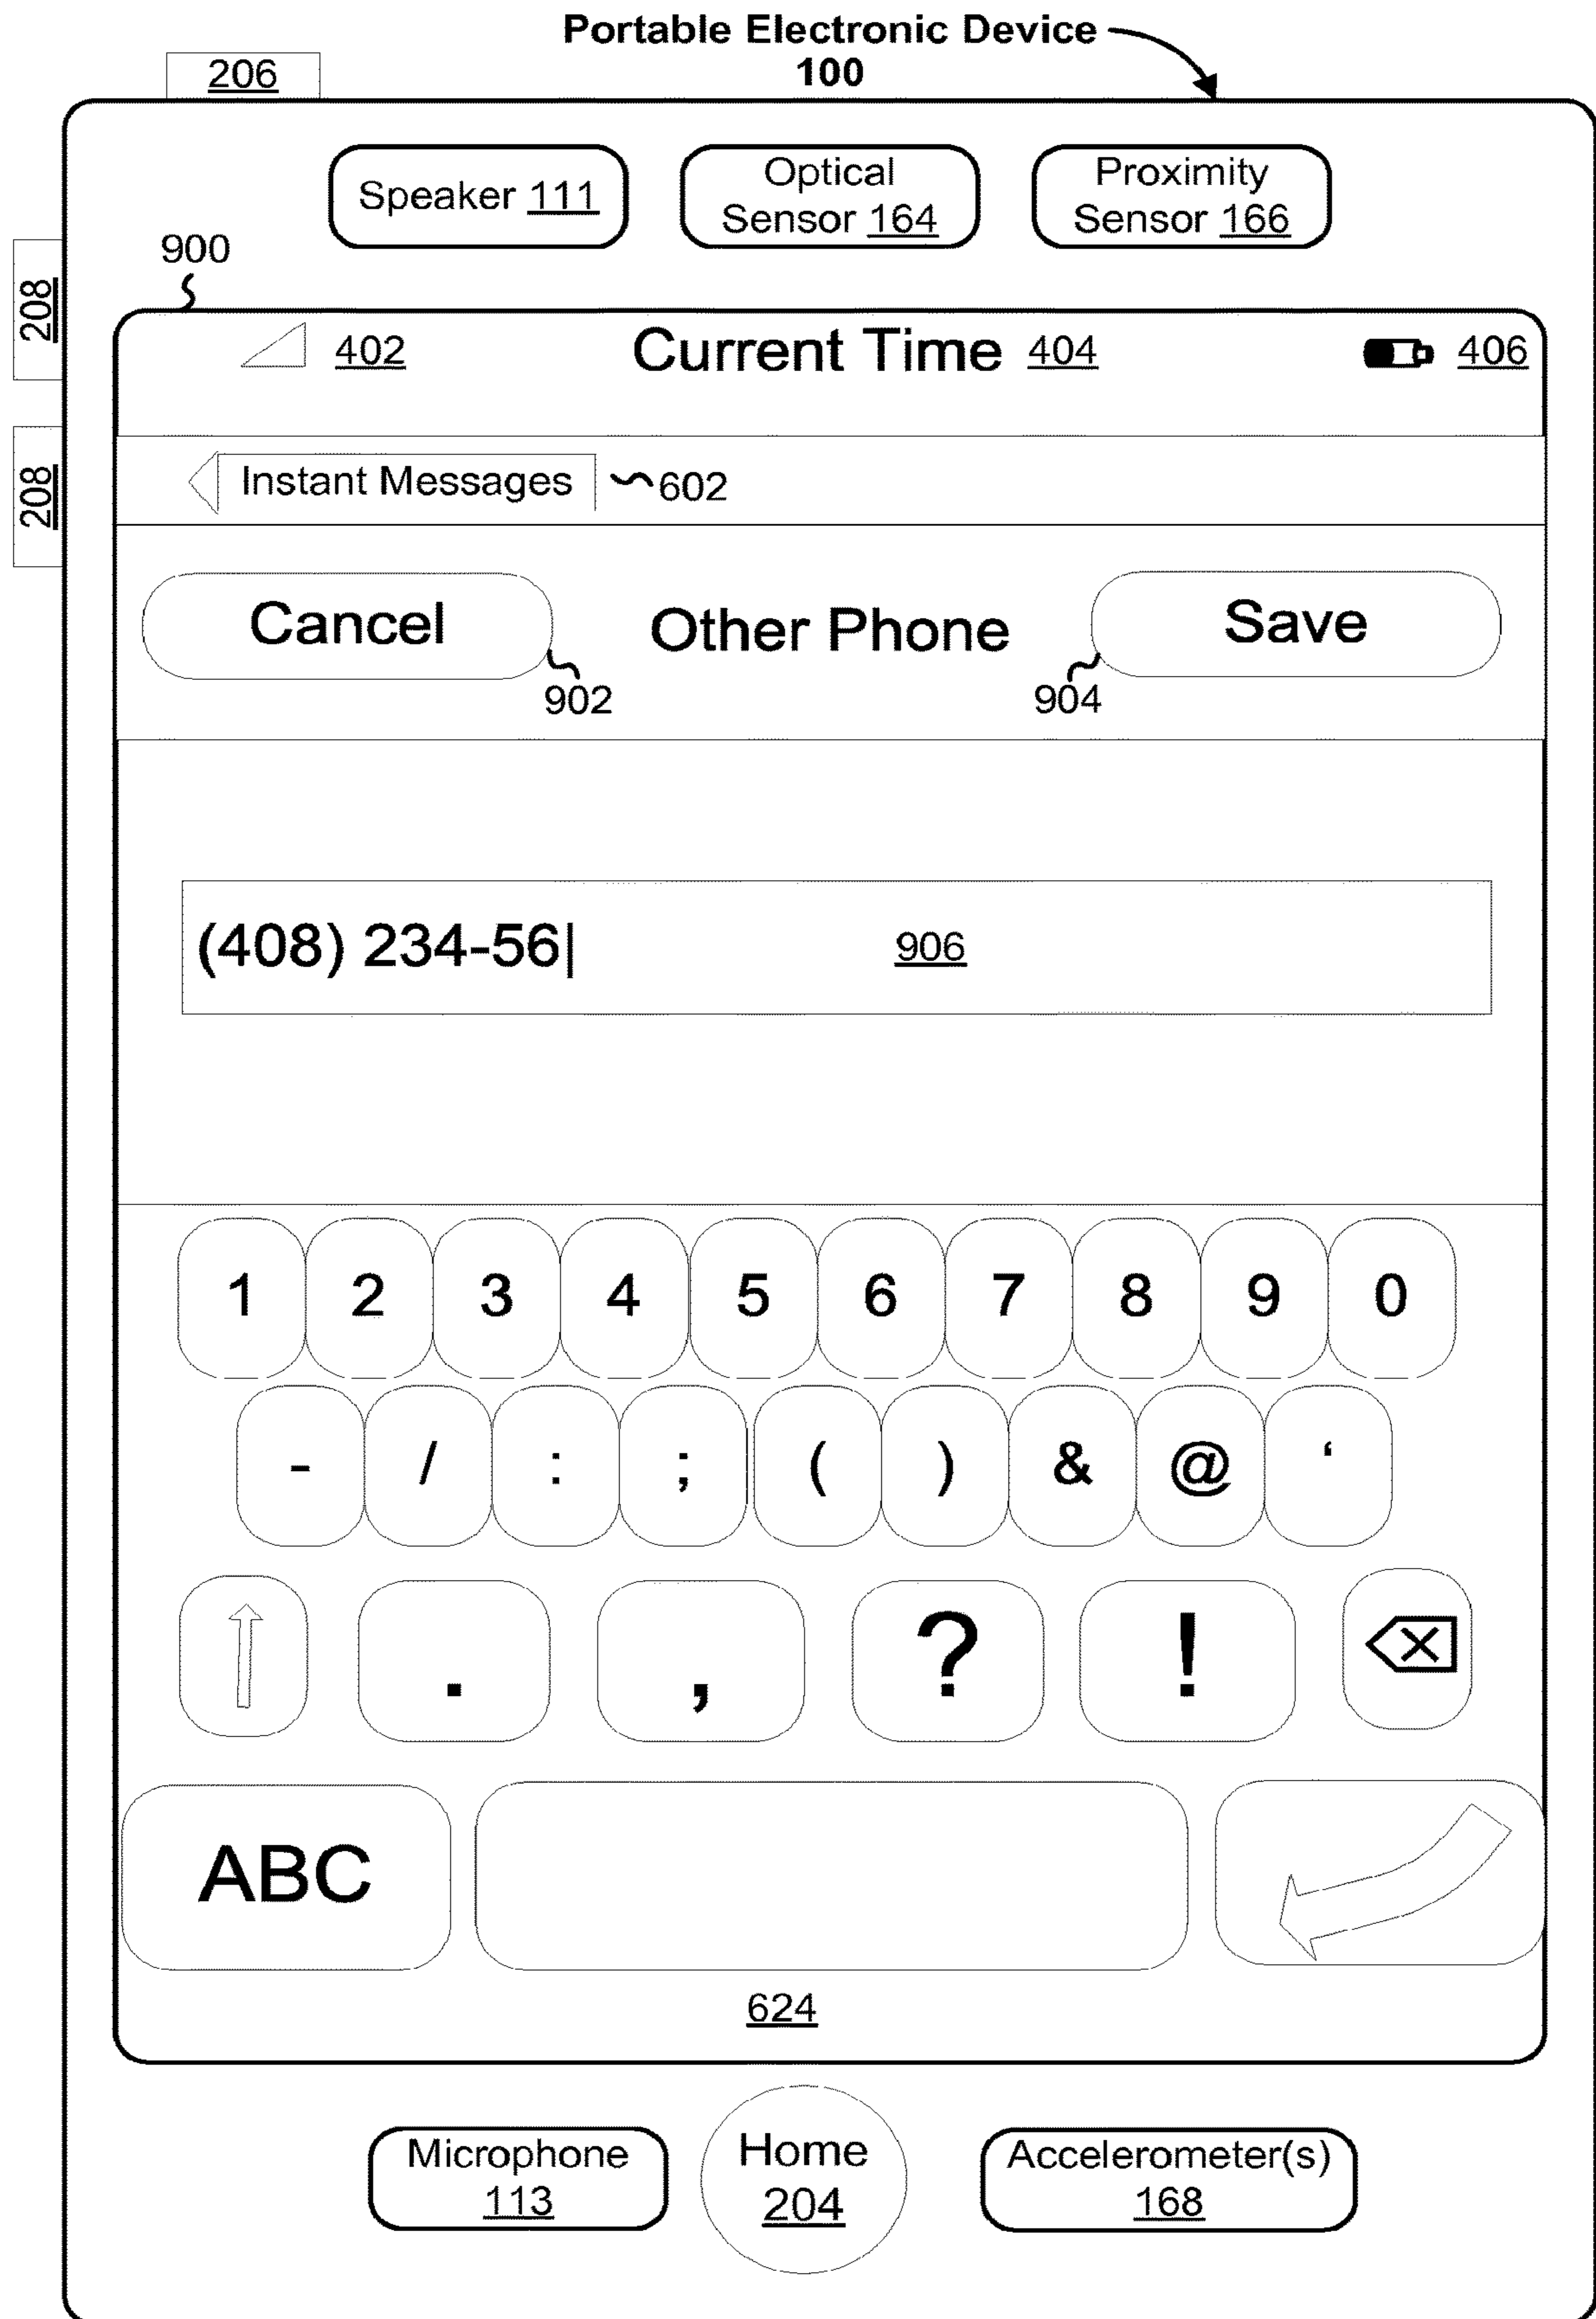 Portable Electronic Device
100
206
Speaker 111
Optical
Sensor 164
Proximity
Sensor 166
900
208
402
Current Time 404
406
208
Instant Messages
602
Cancel
Other Phone
Save
902
904
(408) 234-56|
906
1 2 3 4 5 6 7 8 9 0
- / : ; ( ) & @ ‘
. , ? !
ABC
624
Microphone
113
Home
204
Accelerometer(s)
168